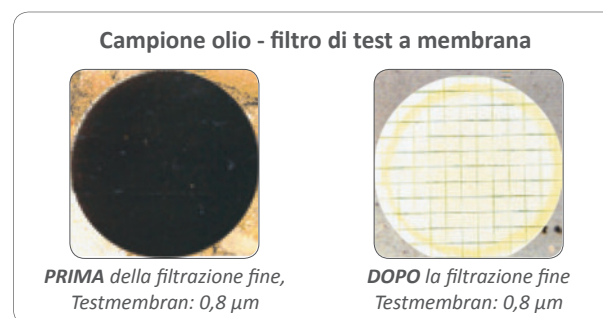 Campione olio - filtro di test a membrana
PRIMA della filtrazione fine,
Testmembran: 0,8 µm
DOPO la filtrazione fine
Testmembran: 0,8 µm